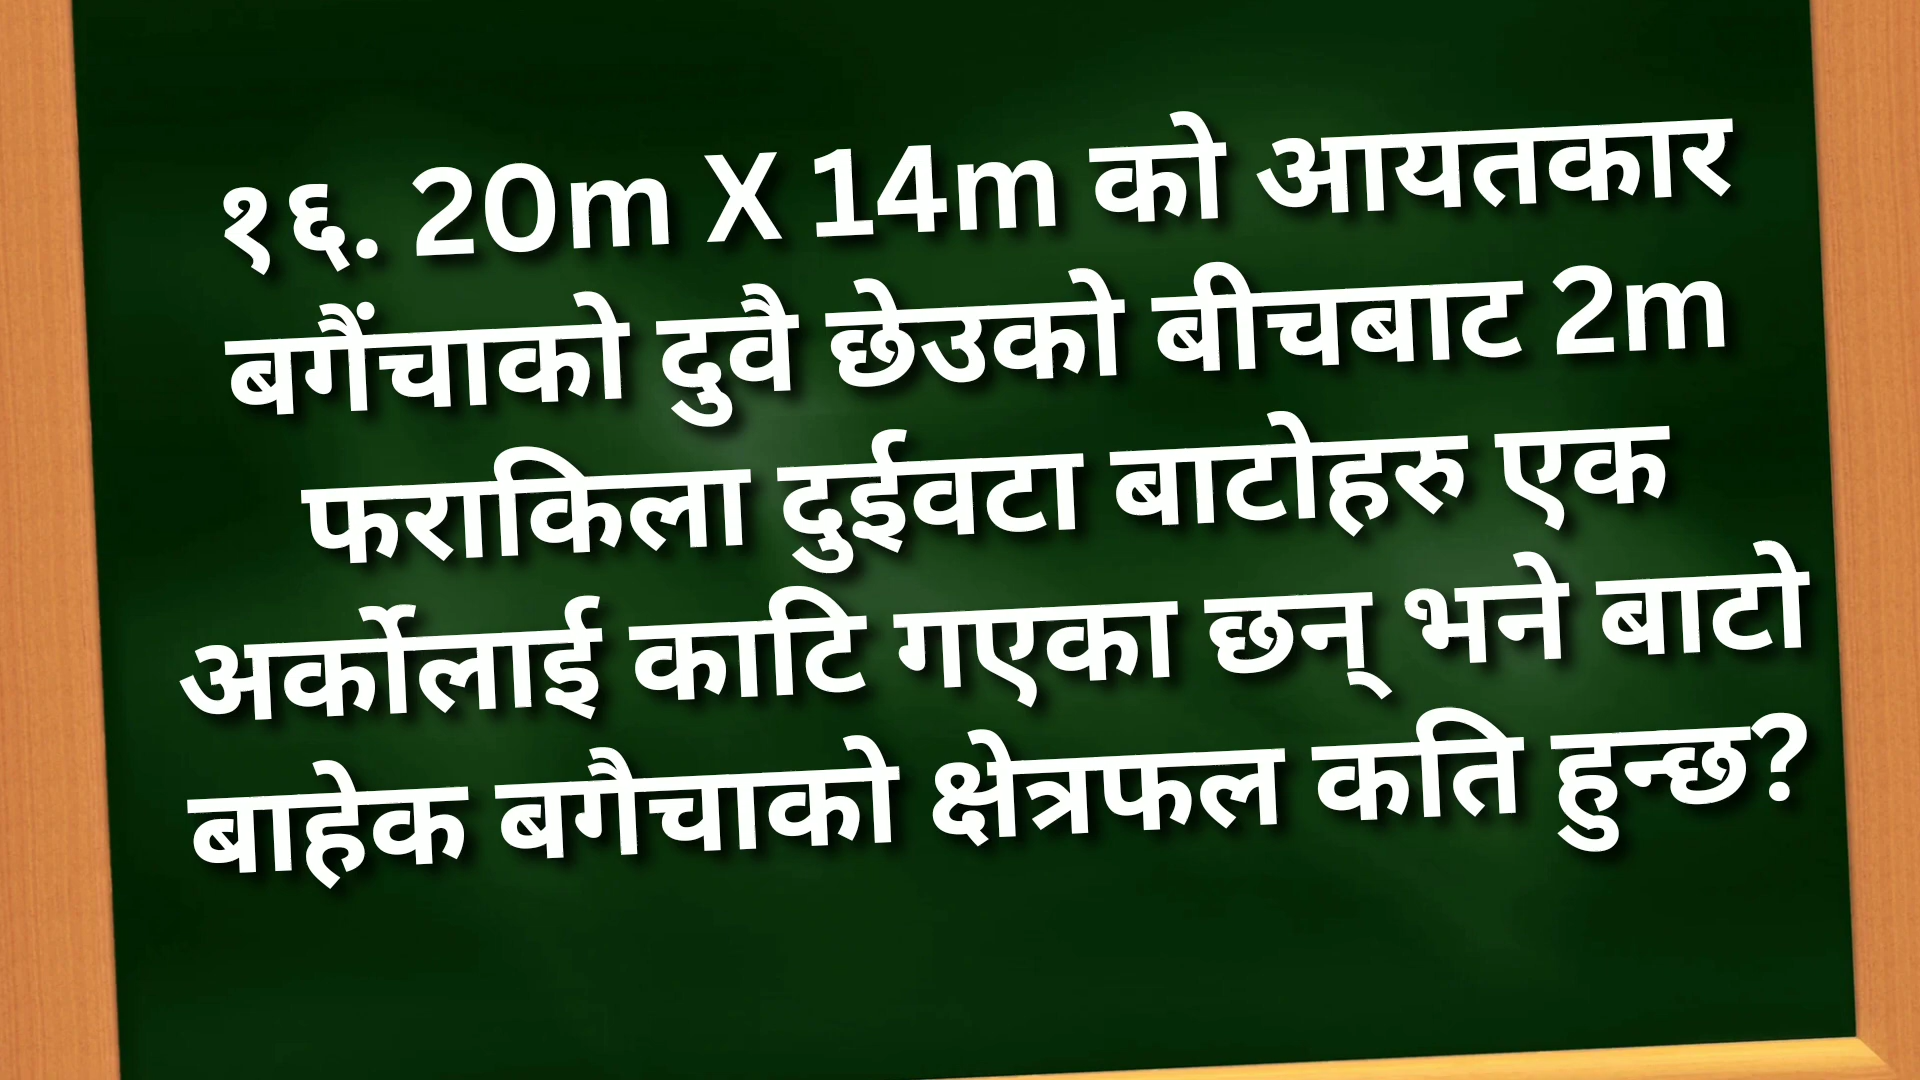 १६. 20m X 14m को आयतकार
बगैंचाको दुवै छेउको बीचबाट 2m
फराकिला दुईवटा बाटोहरु एक
अर्कोलाई काटि गएका छन् भने बाटो
बाहेक बगैचाको क्षेत्रफल कति हुन्छ?